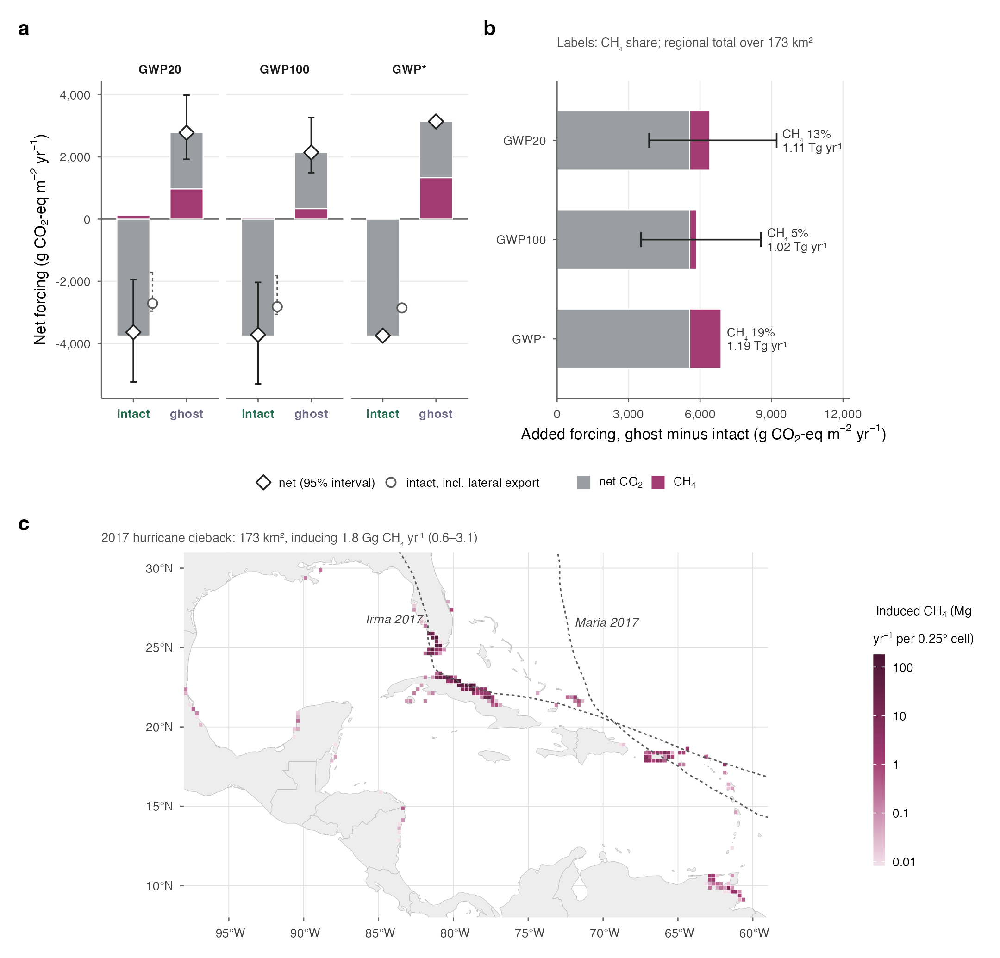 a
GWP20
GWP100
GWP*
Net forcing (g CO₂-eq m⁻² yr⁻¹)
4,000
2,000
0
-2,000
-4,000
intact
ghost
intact
ghost
intact
ghost
b
Labels: CH₄ share; regional total over 173 km²
GWP20
GWP100
GWP*
CH₄ 13%
1.11 Tg yr⁻¹
CH₄ 5%
1.02 Tg yr⁻¹
CH₄ 19%
1.19 Tg yr⁻¹
0
3,000
6,000
9,000
12,000
Added forcing, ghost minus intact (g CO₂-eq m⁻² yr⁻¹)
net (95% interval)
intact, incl. lateral export
net CO₂
CH₄
c
2017 hurricane dieback: 173 km², inducing 1.8 Gg CH₄ yr⁻¹ (0.6–3.1)
30°N
25°N
20°N
15°N
10°N
Irma 2017
Maria 2017
95°W
90°W
85°W
80°W
75°W
70°W
65°W
60°W
Induced CH₄ (Mg
yr⁻¹ per 0.25° cell)
100
10
1
0.1
0.01